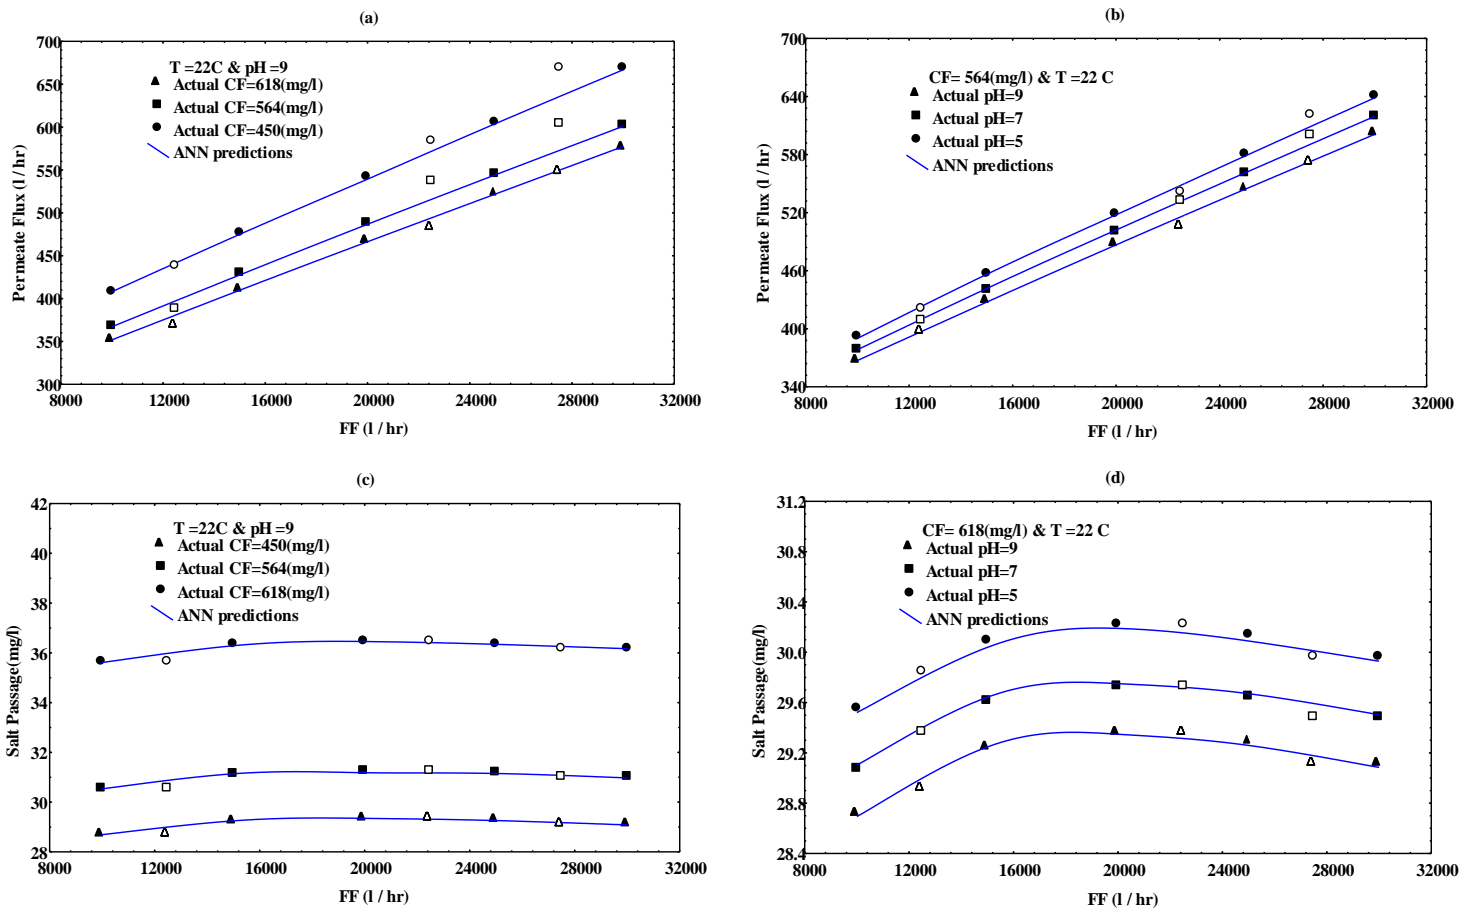 (a)
700
650
600
550
500
450
400
350
300
T =22C & pH =9
Actual CF=618(mg/l)
Actual CF=564(mg/l)
Actual CF=450(mg/l)
ANN predictions
Permeate Flux (l / hr)
8000 12000 16000 20000 24000 28000 32000
FF (l / hr)
(b)
700
640
580
520
460
400
340
CF= 564(mg/l) & T =22 C
Actual pH=9
Actual pH=7
Actual pH=5
ANN predictions
Permeate Flux (l / hr)
8000 12000 16000 20000 24000 28000 32000
FF (l / hr)
(c)
42
40
38
36
34
32
30
28
T =22C & pH =9
Actual CF=450(mg/l)
Actual CF=564(mg/l)
Actual CF=618(mg/l)
ANN predictions
Salt Passage(mg/l)
8000 12000 16000 20000 24000 28000 32000
FF (l / hr)
(d)
31.2
30.8
30.4
30.0
29.6
29.2
28.8
28.4
CF= 618(mg/l) & T =22 C
Actual pH=9
Actual pH=7
Actual pH=5
ANN predictions
Salt Passage(mg/l)
8000 12000 16000 20000 24000 28000 32000
FF (l / hr)